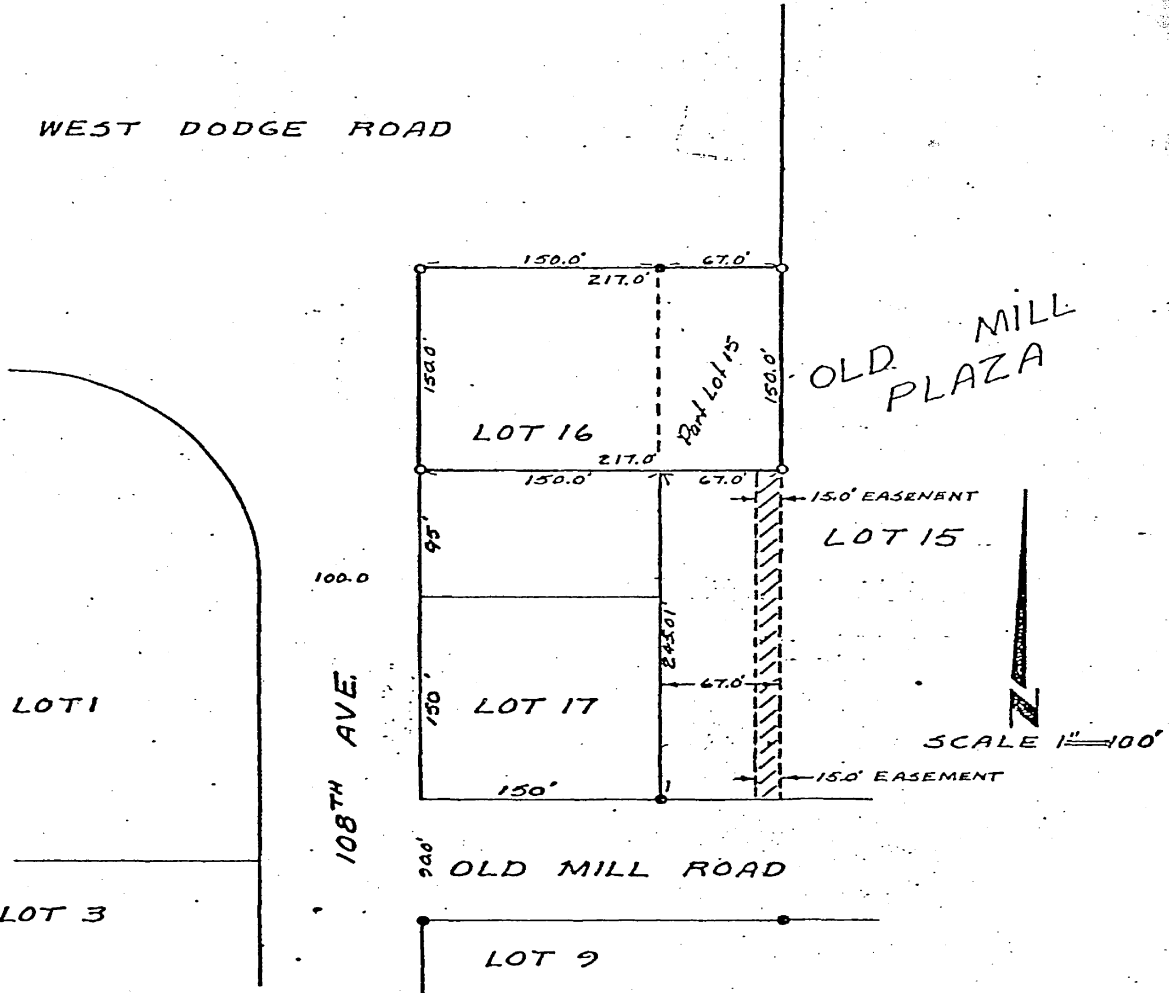 WEST DODGE ROAD
150.0'
67.0'
217.0'
150.0'
Part Lot 15
150.0'
OLD MILL
PLAZA
LOT 16
217.0'
150.0'
67.0'
15.0' EASENENT
95'
LOT 15
100.0
245.01'
67.0'
LOT 1
108TH AVE.
150'
LOT 17
N
SCALE 1"=100'
15.0' EASEMENT
150'
90.0'
OLD MILL ROAD
LOT 3
LOT 9